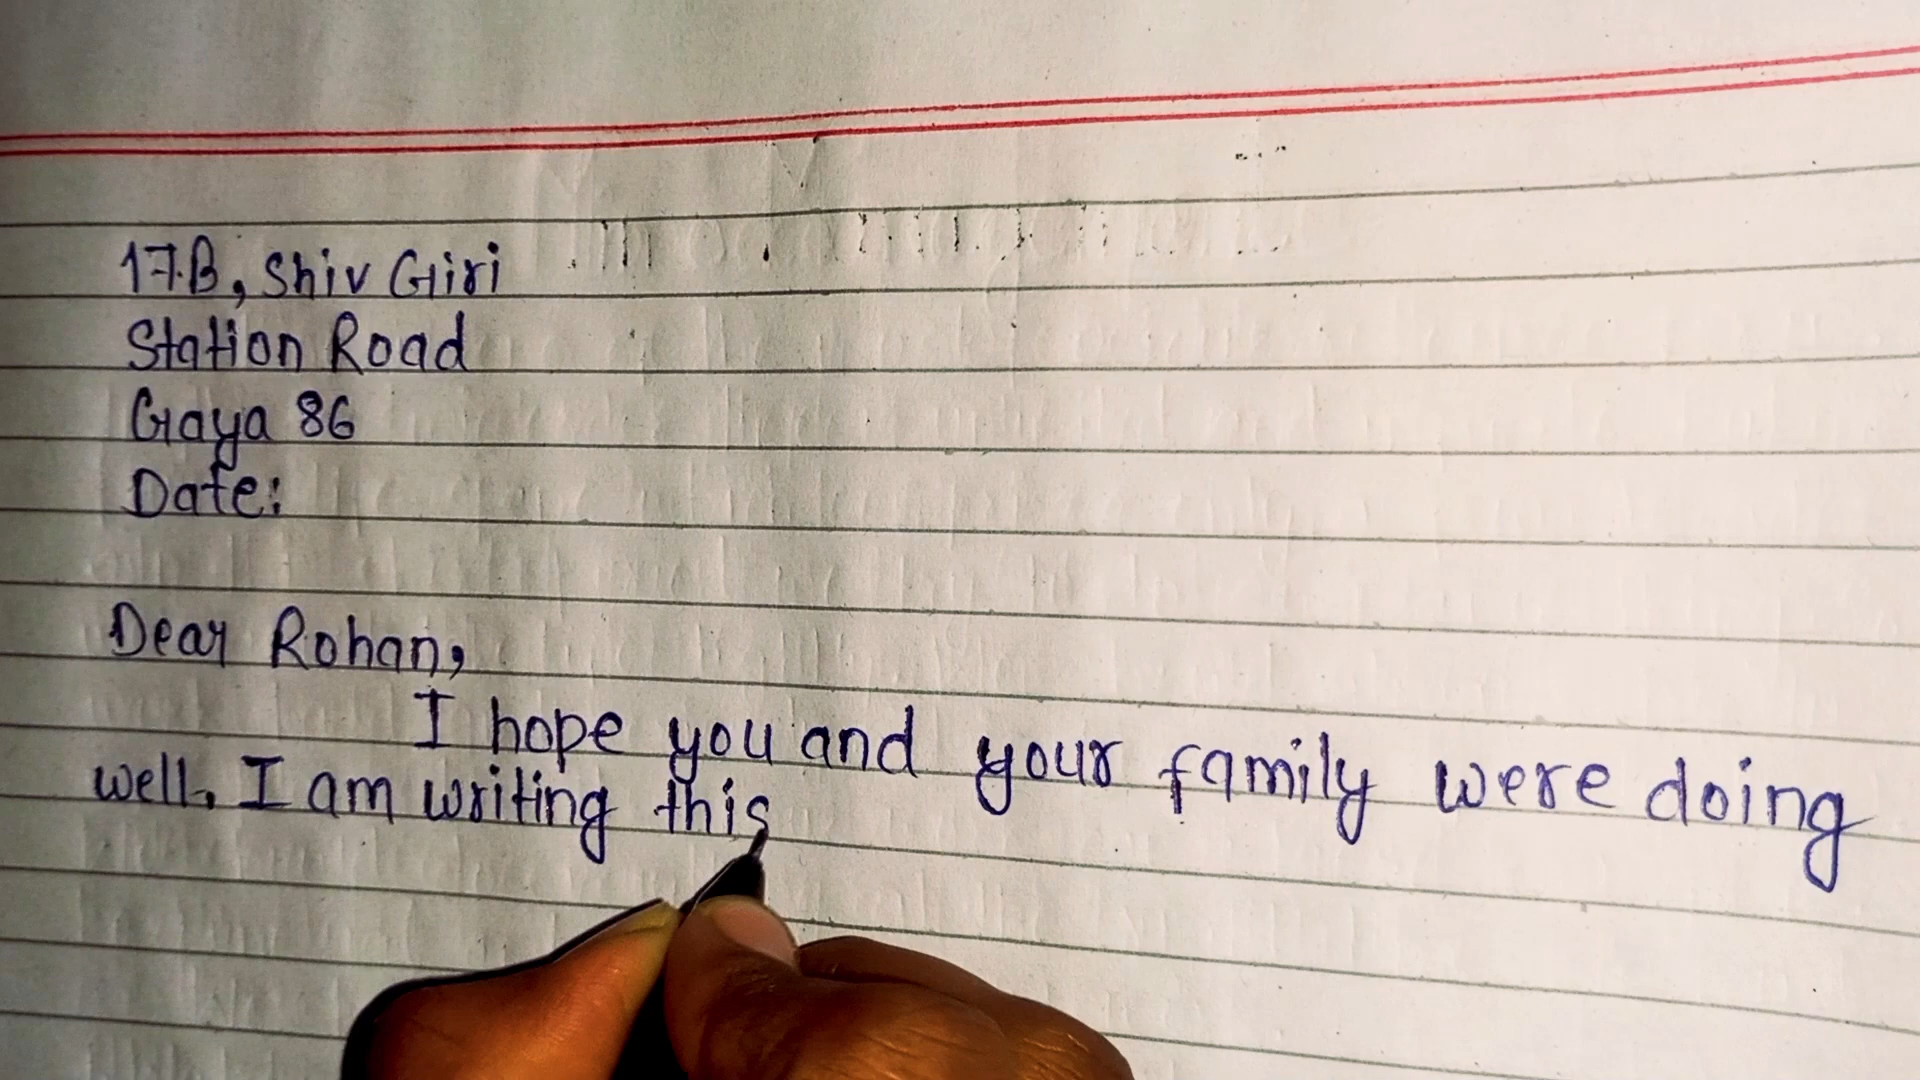 17.B, Shiv Giri
Station Road
Gaya 86
Date:
Dear Rohan,
I hope you and your family were doing
well. I am writing this